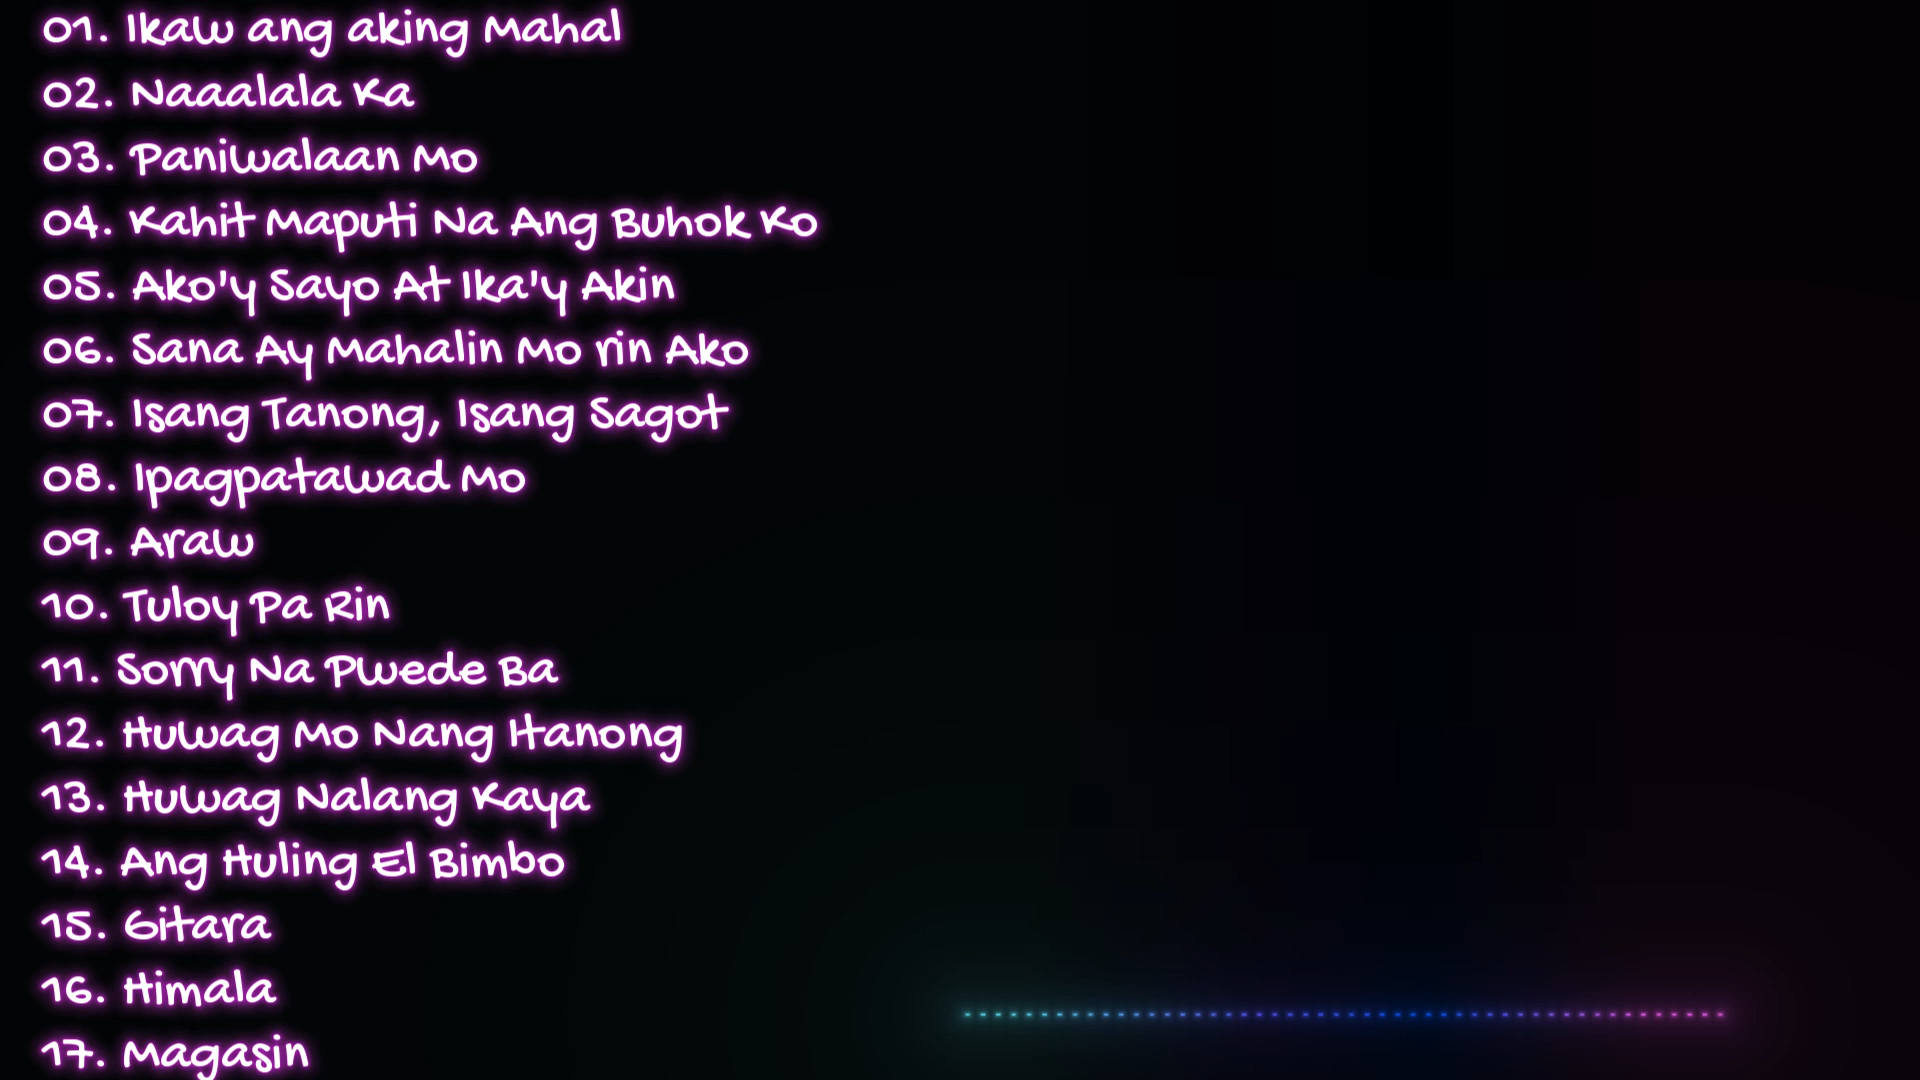 01. Ikaw ang aking Mahal
02. Naaalala Ka
03. Paniwalaan Mo
04. Kahit Maputi Na Ang Buhok Ko
05. Ako'y Sayo At Ika'y Akin
06. Sana Ay Mahalin Mo rin Ako
07. Isang Tanong, Isang Sagot
08. Ipagpatawad Mo
09. Araw
10. Tuloy Pa Rin
11. Sorry Na Pwede Ba
12. Huwag Mo Nang Itanong
13. Huwag Nalang Kaya
14. Ang Huling El Bimbo
15. Gitara
16. Himala
17. Magasin